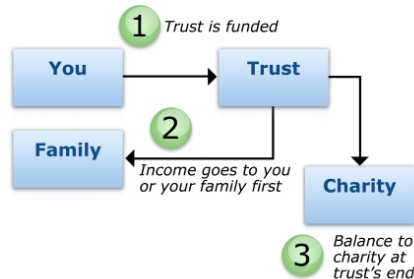 1 Trust is funded
You
Trust
2
Family
Income goes to you
or your family first
Charity
3
Balance to
charity at
trust's end